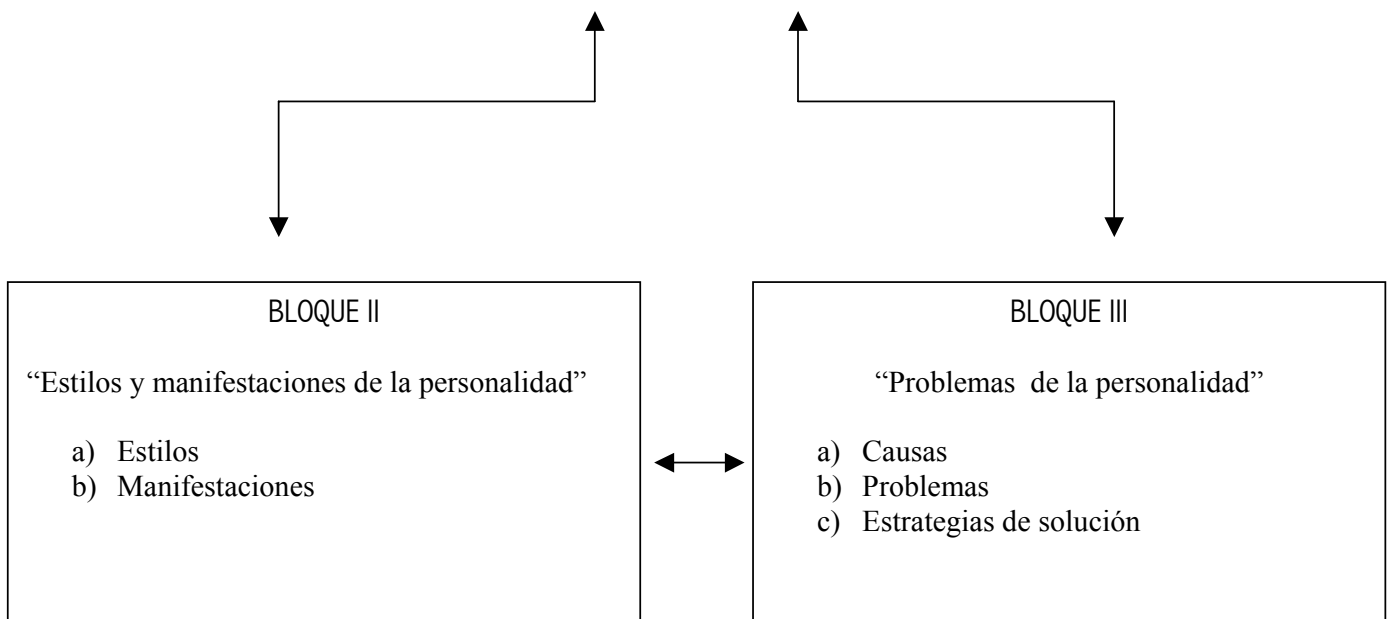 BLOQUE II
“Estilos y manifestaciones de la personalidad”
a) Estilos
b) Manifestaciones
BLOQUE III
“Problemas  de la personalidad”
a) Causas
b) Problemas
c) Estrategias de solución